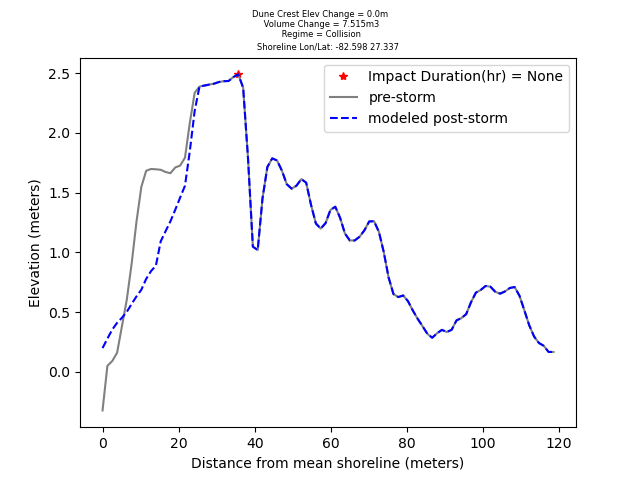 Dune Crest Elev Change = 0.0m
Volume Change = 7.515m3
Regime = Collision
Shoreline Lon/Lat: -82.598 27.337
Impact Duration(hr) = None
pre-storm
modeled post-storm
2.5
2.0
1.5
1.0
0.5
0.0
Elevation (meters)
0
20
40
60
80
100
120
Distance from mean shoreline (meters)